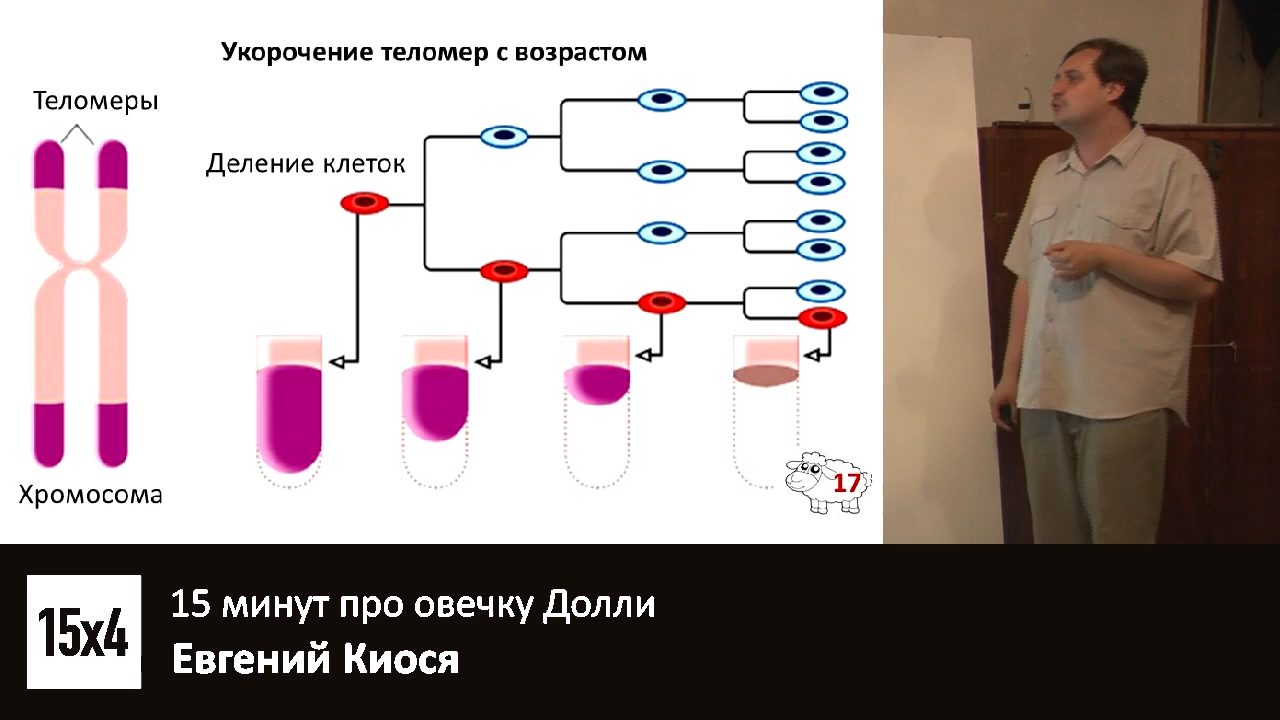 Укорочение теломер с возрастом
Теломеры
Деление клеток
Хромосома
17
15x4
15 минут про овечку Долли
Евгений Киося